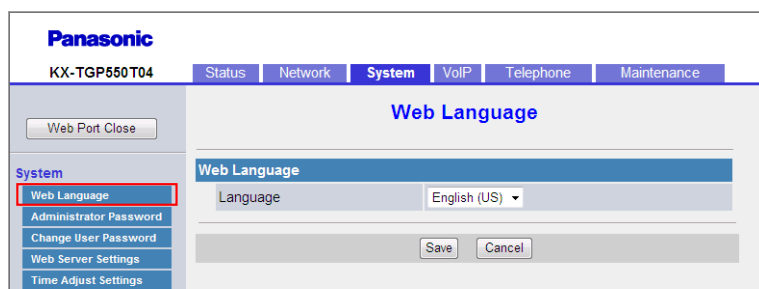 Panasonic
KX-TGP550T04
Status Network System VoIP Telephone Maintenance
Web Port Close
Web Language
System
Web Language
Administrator Password
Change User Password
Web Server Settings
Time Adjust Settings
Web Language
Language English (US)
Save Cancel